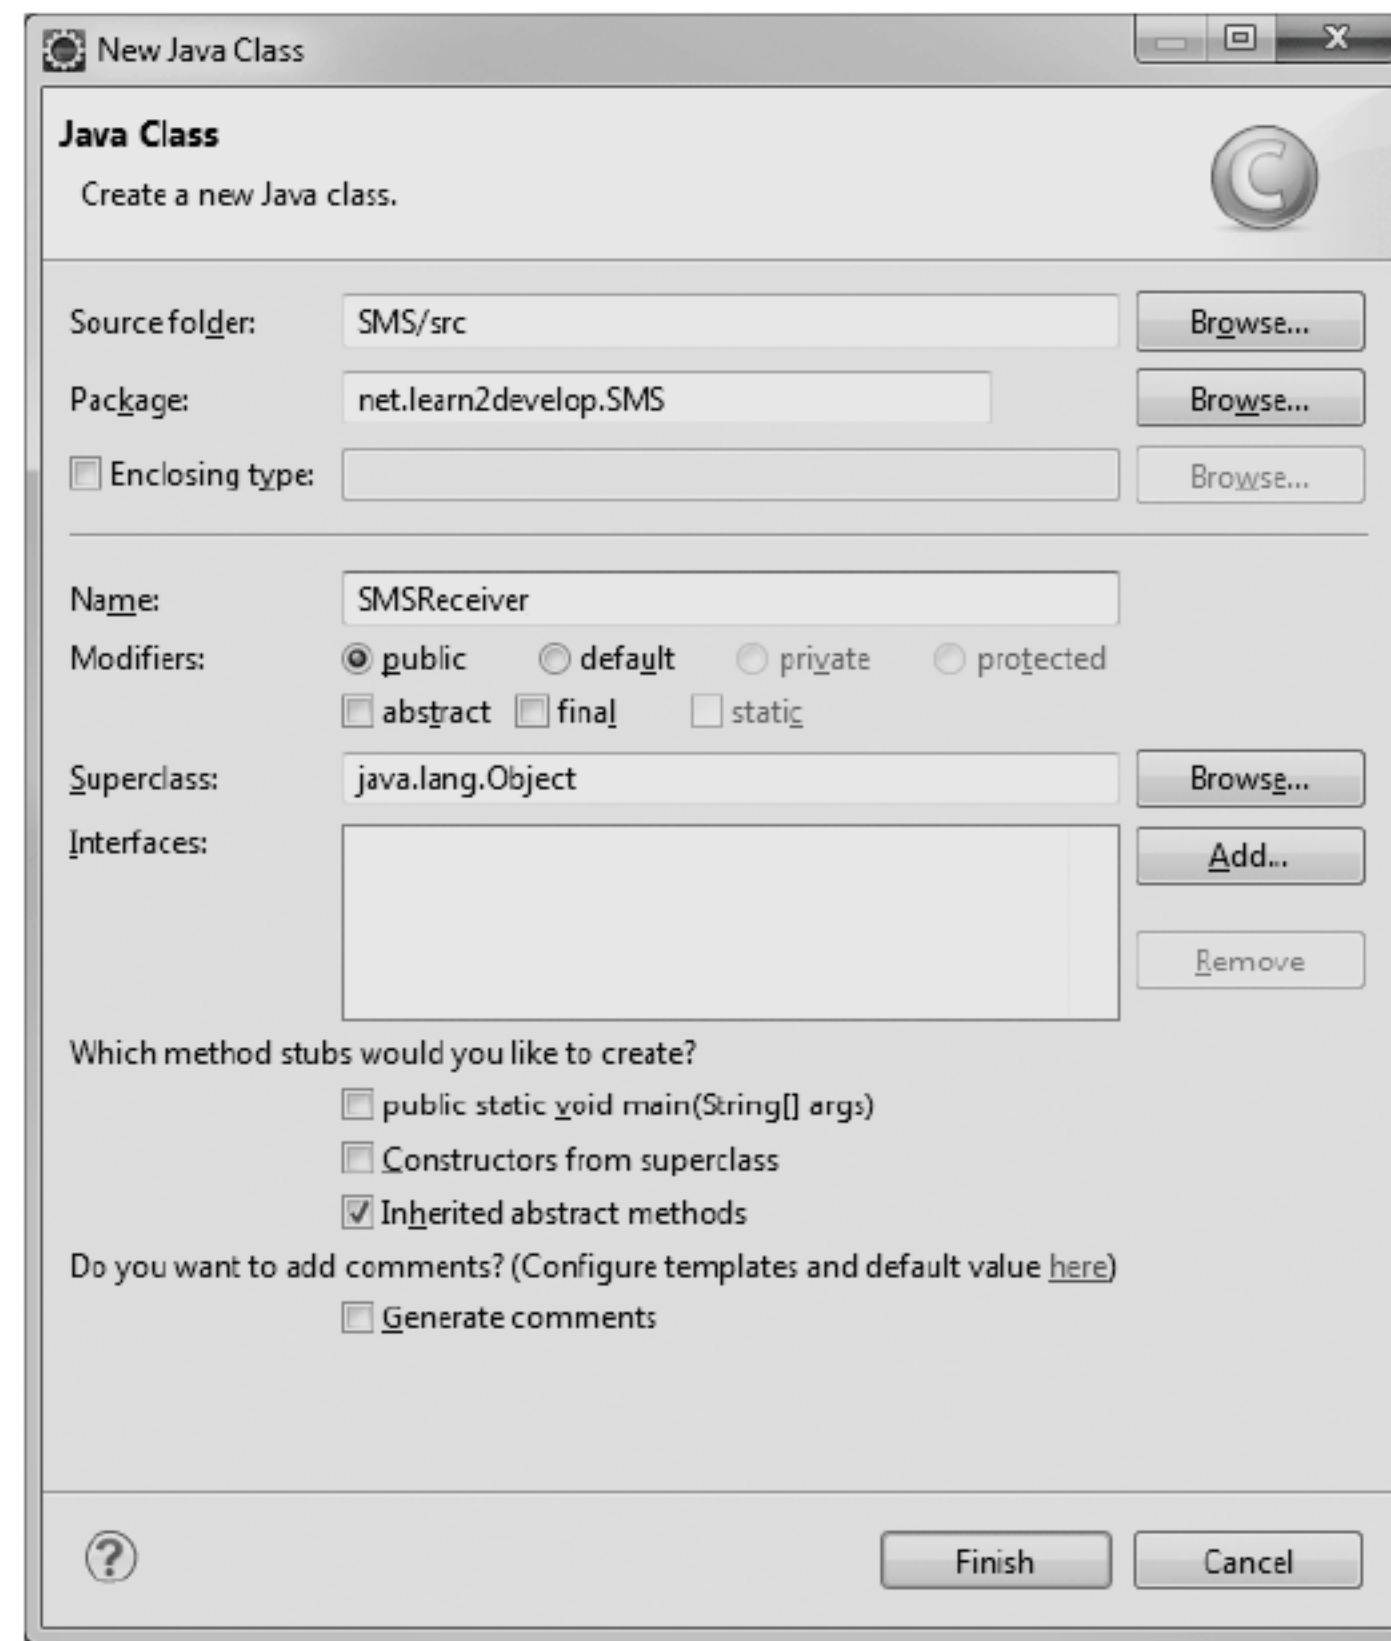 New Java Class
Java Class
Create a new Java class.
Source folder: SMS/src Browse...
Package: net.learn2develop.SMS Browse...
Enclosing type: Browse...
Name: SMSReceiver
Modifiers: public default private protected
abstract final static
Superclass: java.lang.Object Browse...
Interfaces: Add...
Remove
Which method stubs would you like to create?
public static void main(String[] args)
Constructors from superclass
Inherited abstract methods
Do you want to add comments? (Configure templates and default value here)
Generate comments
? Finish Cancel